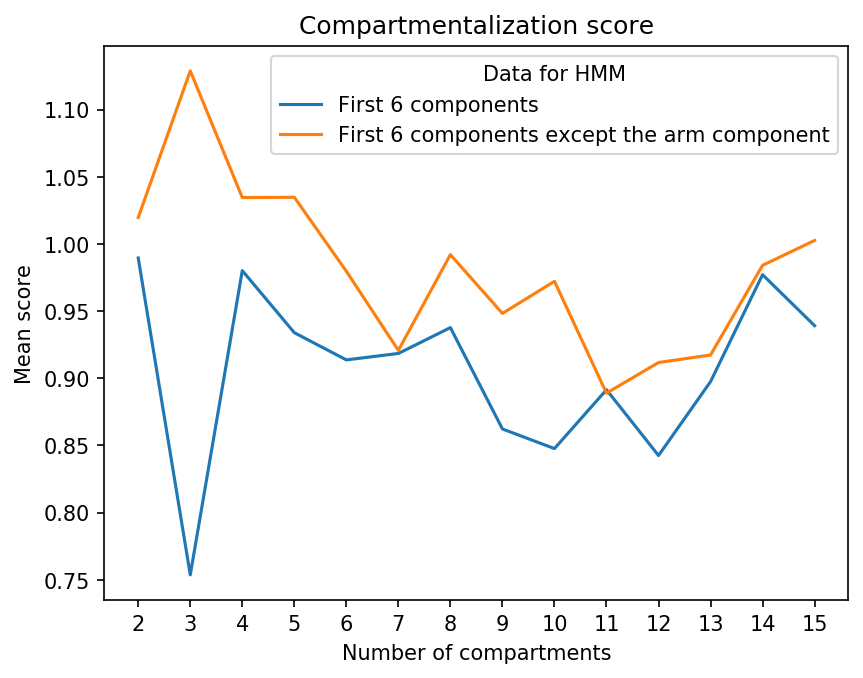 Compartmentalization score
Data for HMM
First 6 components
First 6 components except the arm component
Mean score
1.10
1.05
1.00
0.95
0.90
0.85
0.80
0.75
2 3 4 5 6 7 8 9 10 11 12 13 14 15
Number of compartments